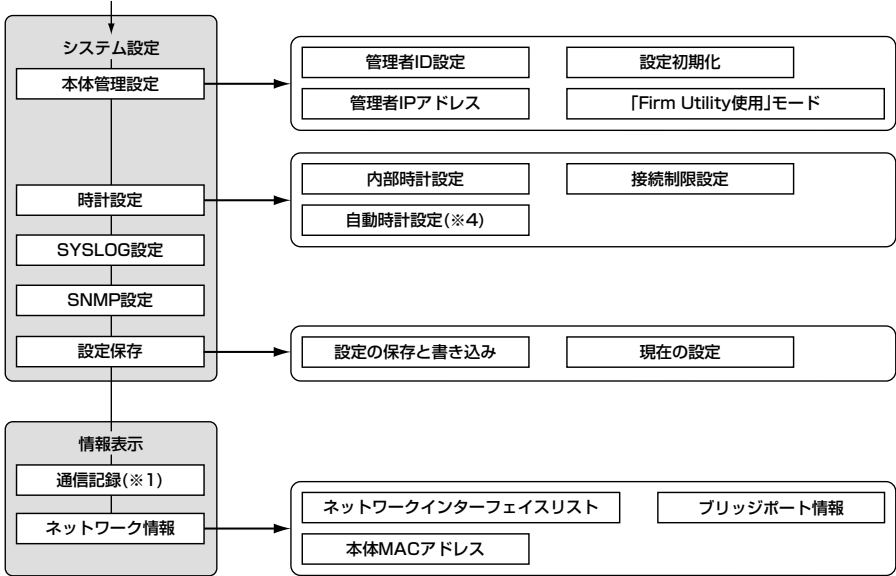 システム設定
本体管理設定
管理者ID設定
設定初期化
管理者IPアドレス
「Firm Utility使用」モード
時計設定
内部時計設定
接続制限設定
自動時計設定(※4)
SYSLOG設定
SNMP設定
設定保存
設定の保存と書き込み
現在の設定
情報表示
通信記録(※1)
ネットワーク情報
ネットワークインターフェイスリスト
ブリッジポート情報
本体MACアドレス